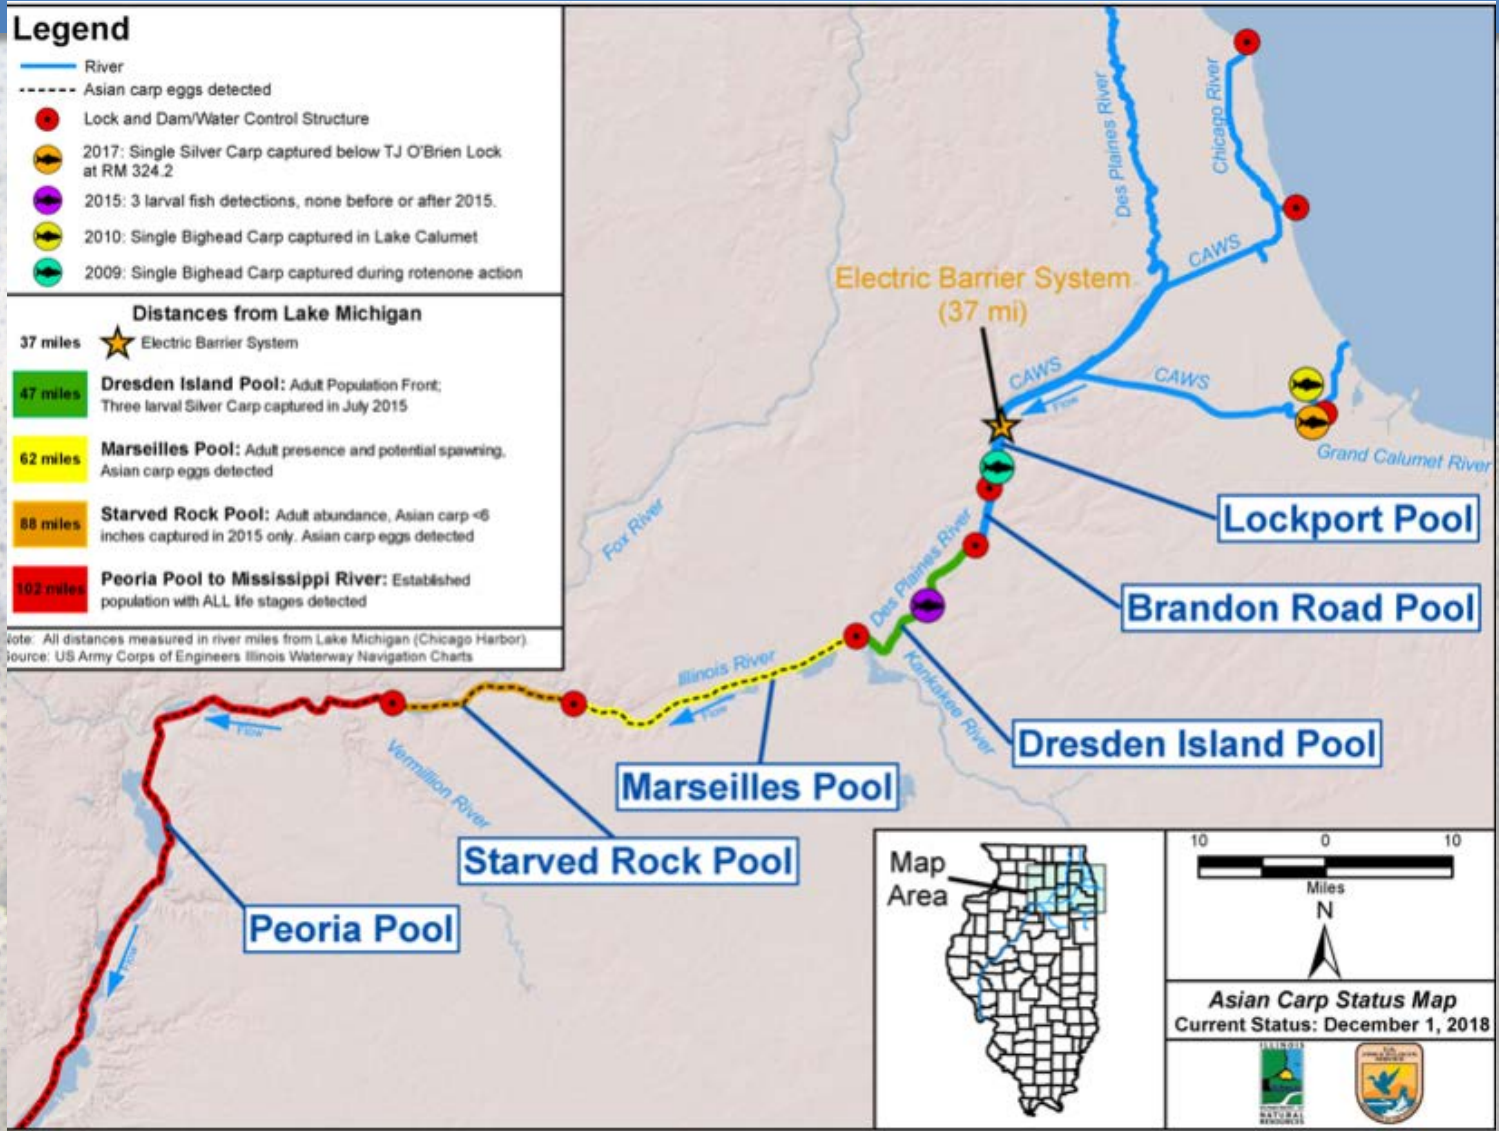 Legend
River
Asian carp eggs detected
Lock and Dam/Water Control Structure
2017: Single Silver Carp captured below TJ O'Brien Lock
at RM 324.2
2015: 3 larval fish detections, none before or after 2015.
2010: Single Bighead Carp captured in Lake Calumet
2009: Single Bighead Carp captured during rotenone action
Distances from Lake Michigan
37 miles Electric Barrier System
47 miles Dresden Island Pool: Adult Population Front;
Three larval Silver Carp captured in July 2015
62 miles Marseilles Pool: Adult presence and potential spawning,
Asian carp eggs detected
88 miles Starved Rock Pool: Adult abundance, Asian carp <6
inches captured in 2015 only. Asian carp eggs detected
102 miles Peoria Pool to Mississippi River: Established
population with ALL life stages detected
Note: All distances measured in river miles from Lake Michigan (Chicago Harbor).
Source: US Army Corps of Engineers Illinois Waterway Navigation Charts
Des Plaines River
Chicago River
CAWS
Electric Barrier System
(37 mi)
CAWS
Flow
CAWS
Grand Calumet River
Lockport Pool
Fox River
Des Plaines River
Brandon Road Pool
Illinois River
Flow
Kankakee River
Dresden Island Pool
Flow
Vermillion River
Marseilles Pool
Starved Rock Pool
Peoria Pool
Flow
Map
Area
10 0 10
Miles
N
Asian Carp Status Map
Current Status: December 1, 2018
ILLINOIS
DEPARTMENT OF
NATURAL
RESOURCES